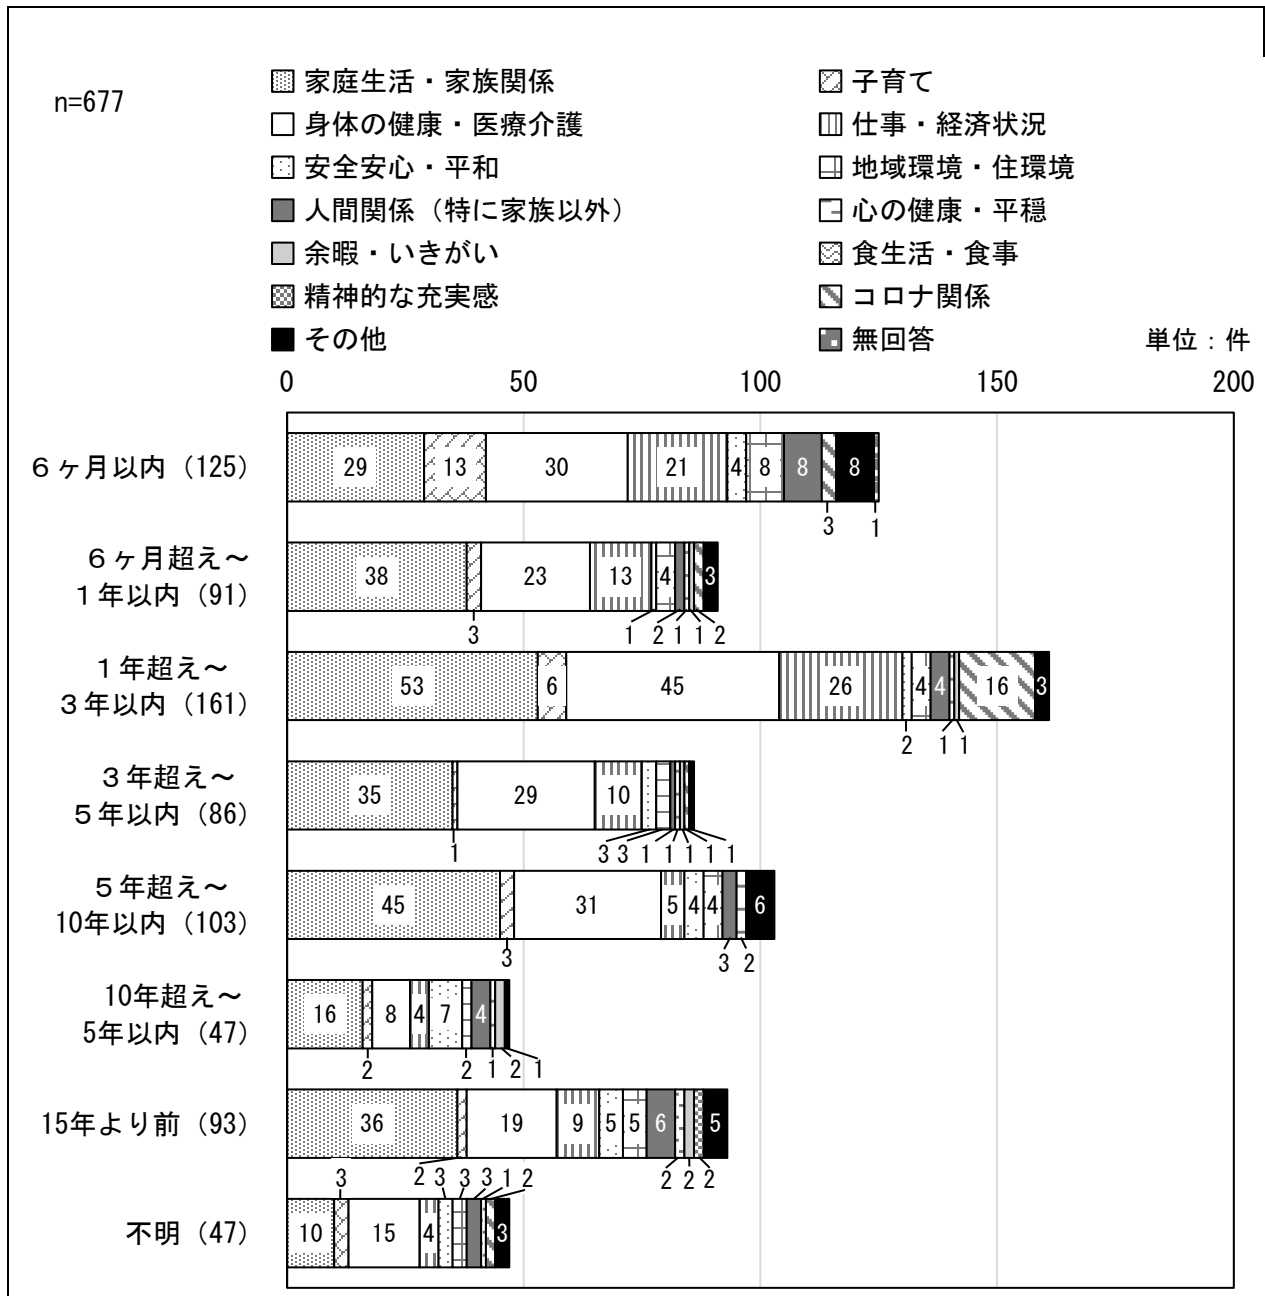 n=677
家庭生活・家族関係
子育て
身体の健康・医療介護
仕事・経済状況
安全安心・平和
地域環境・住環境
人間関係（特に家族以外）
心の健康・平穏
余暇・いきがい
食生活・食事
精神的な充実感
コロナ関係
その他
無回答
単位：件
0 50 100 150 200
６ヶ月以内（125） 29 13 30 21 4 8 8 8
3 1
６ヶ月超え～
１年以内（91） 38 23 13 4 3
3 1 2 1 1 2
１年超え～
３年以内（161） 53 6 45 26 4 4 16 3
2 1 1
３年超え～
５年以内（86） 35 29 10
1 3 3 1 1 1 1 1
５年超え～
10年以内（103） 45 31 5 4 4 6
3 3 2
10年超え～
5年以内（47） 16 8 4 7 4
2 2 1 2 1
15年より前（93） 36 19 9 5 5 6 5
2 2 2 2
3 3 3 3 1 2
不明（47） 10 15 4 3